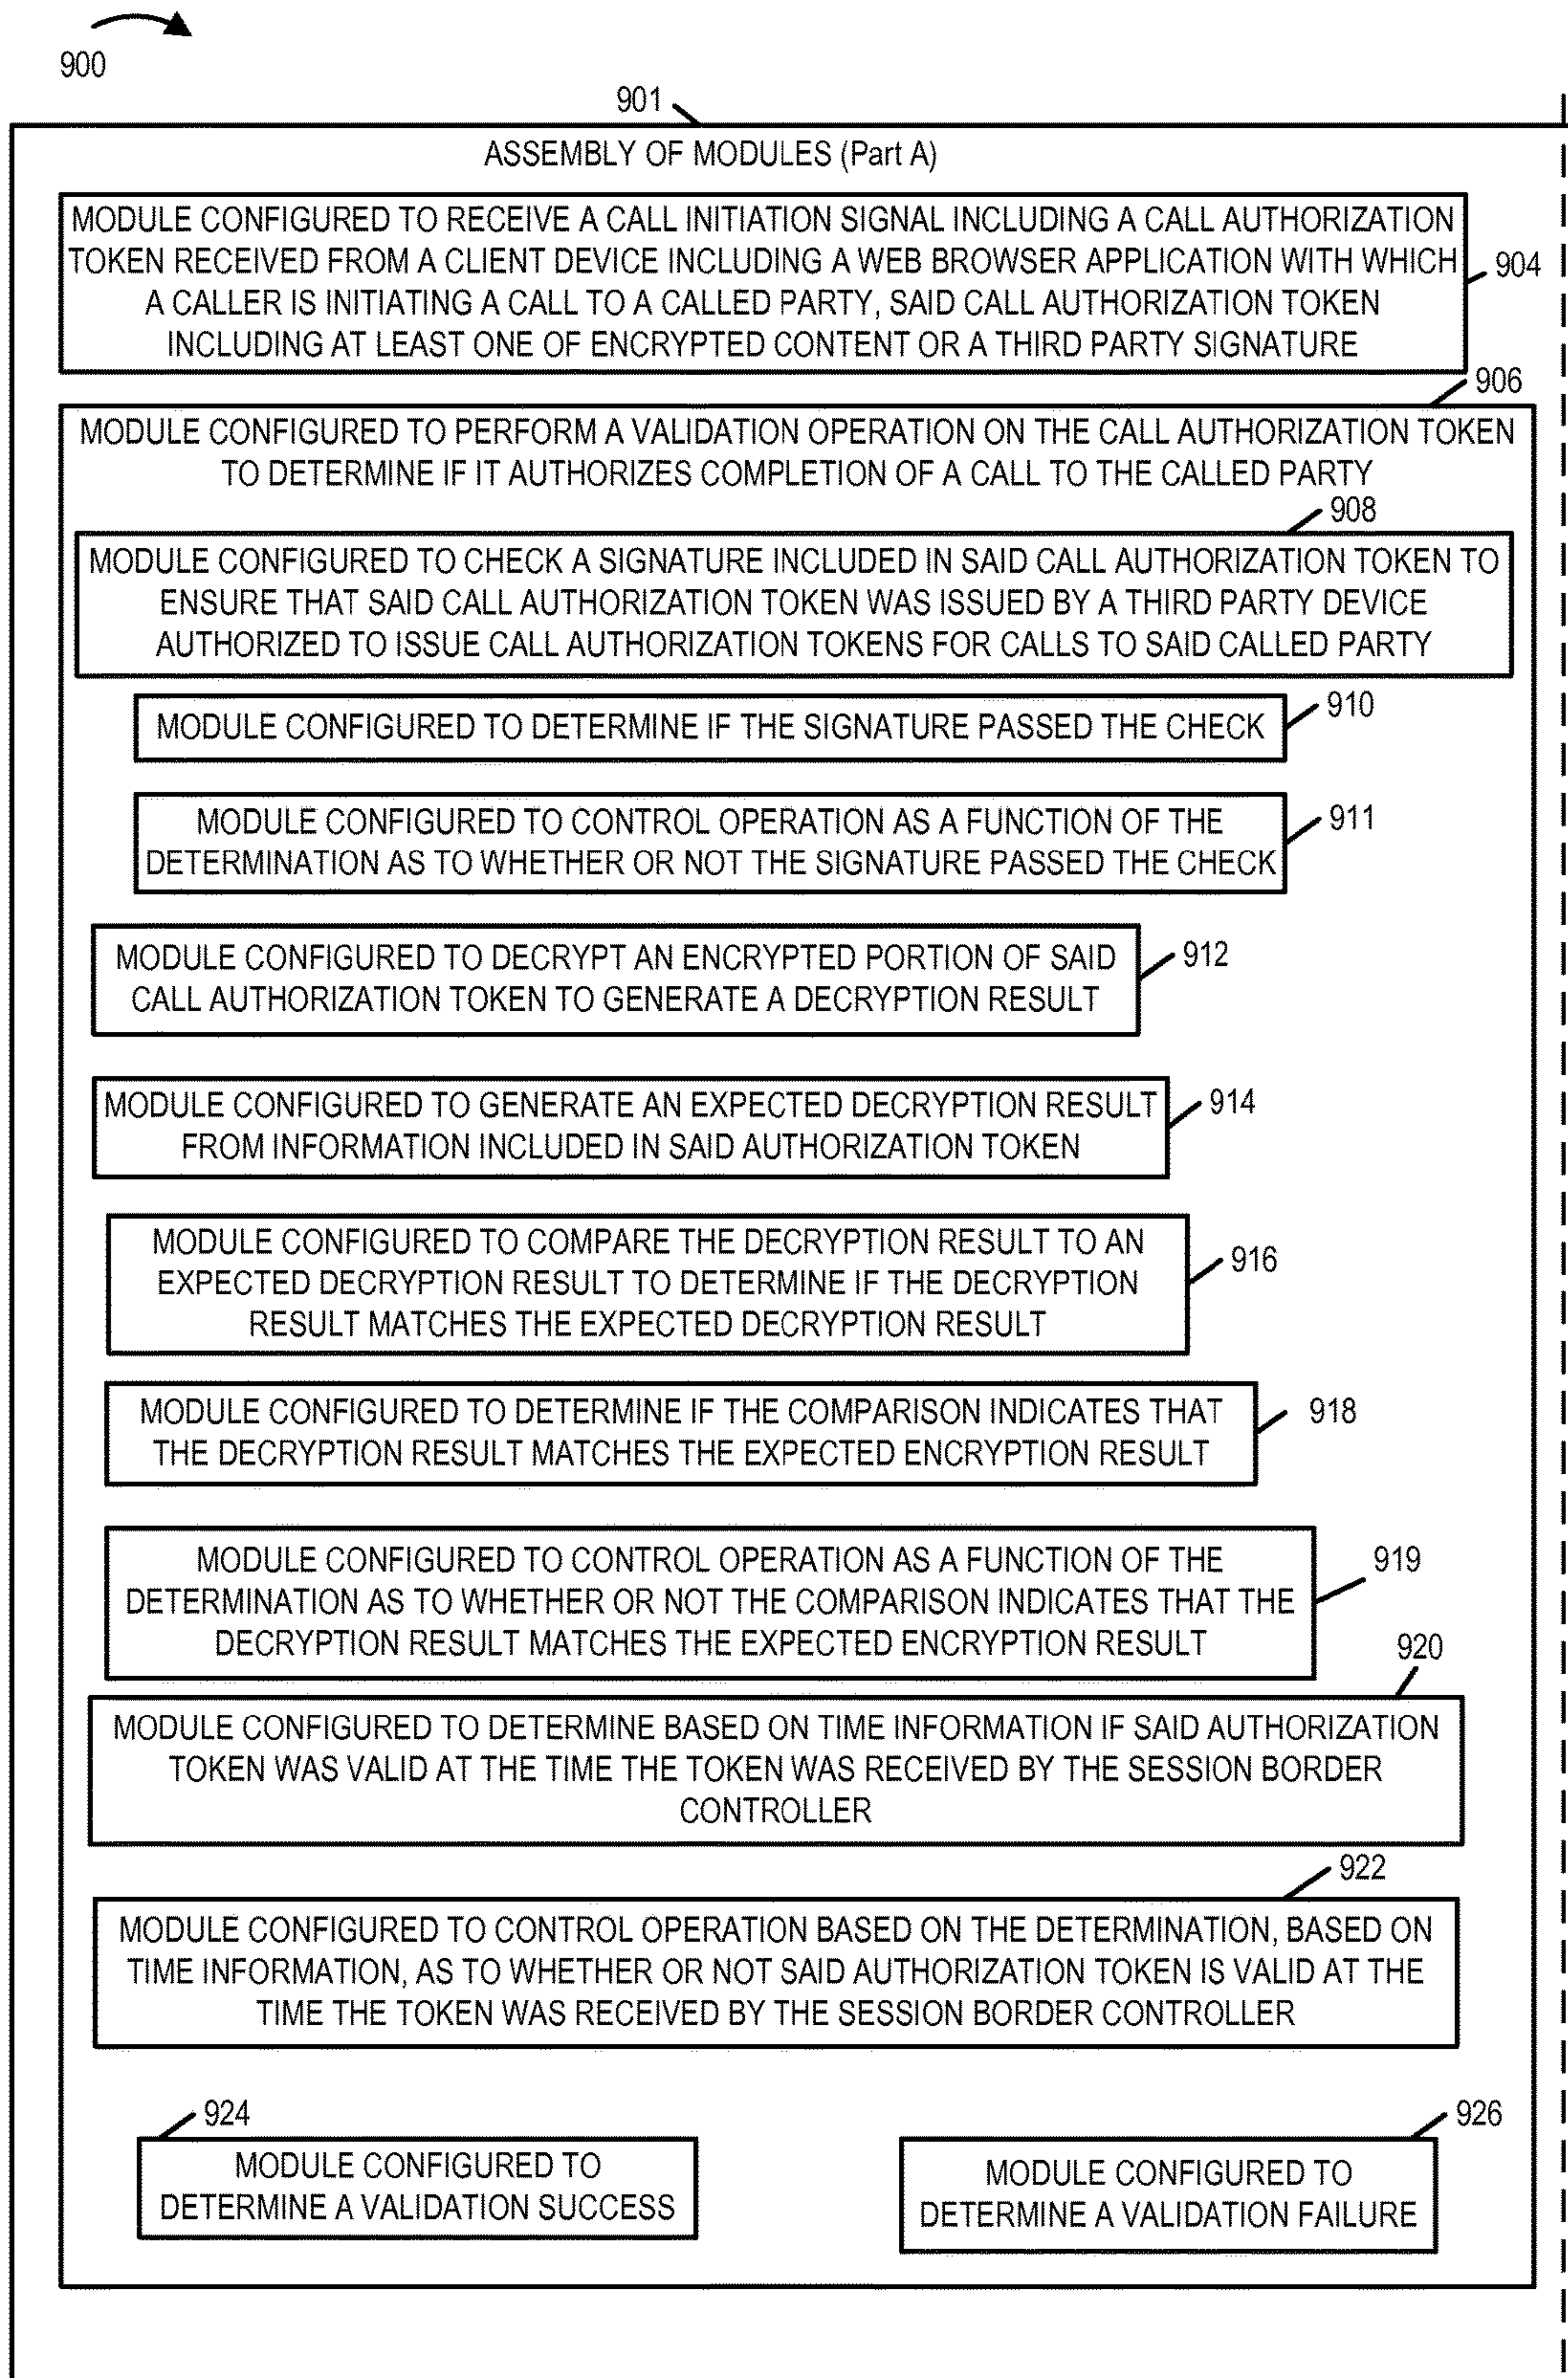 900
901
ASSEMBLY OF MODULES (Part A)
MODULE CONFIGURED TO RECEIVE A CALL INITIATION SIGNAL INCLUDING A CALL AUTHORIZATION
TOKEN RECEIVED FROM A CLIENT DEVICE INCLUDING A WEB BROWSER APPLICATION WITH WHICH
A CALLER IS INITIATING A CALL TO A CALLED PARTY, SAID CALL AUTHORIZATION TOKEN
INCLUDING AT LEAST ONE OF ENCRYPTED CONTENT OR A THIRD PARTY SIGNATURE
904
906
MODULE CONFIGURED TO PERFORM A VALIDATION OPERATION ON THE CALL AUTHORIZATION TOKEN
TO DETERMINE IF IT AUTHORIZES COMPLETION OF A CALL TO THE CALLED PARTY
908
MODULE CONFIGURED TO CHECK A SIGNATURE INCLUDED IN SAID CALL AUTHORIZATION TOKEN TO
ENSURE THAT SAID CALL AUTHORIZATION TOKEN WAS ISSUED BY A THIRD PARTY DEVICE
AUTHORIZED TO ISSUE CALL AUTHORIZATION TOKENS FOR CALLS TO SAID CALLED PARTY
MODULE CONFIGURED TO DETERMINE IF THE SIGNATURE PASSED THE CHECK
910
MODULE CONFIGURED TO CONTROL OPERATION AS A FUNCTION OF THE
DETERMINATION AS TO WHETHER OR NOT THE SIGNATURE PASSED THE CHECK
911
MODULE CONFIGURED TO DECRYPT AN ENCRYPTED PORTION OF SAID
CALL AUTHORIZATION TOKEN TO GENERATE A DECRYPTION RESULT
912
MODULE CONFIGURED TO GENERATE AN EXPECTED DECRYPTION RESULT
FROM INFORMATION INCLUDED IN SAID AUTHORIZATION TOKEN
914
MODULE CONFIGURED TO COMPARE THE DECRYPTION RESULT TO AN
EXPECTED DECRYPTION RESULT TO DETERMINE IF THE DECRYPTION
RESULT MATCHES THE EXPECTED DECRYPTION RESULT
916
MODULE CONFIGURED TO DETERMINE IF THE COMPARISON INDICATES THAT
THE DECRYPTION RESULT MATCHES THE EXPECTED ENCRYPTION RESULT
918
MODULE CONFIGURED TO CONTROL OPERATION AS A FUNCTION OF THE
DETERMINATION AS TO WHETHER OR NOT THE COMPARISON INDICATES THAT THE
DECRYPTION RESULT MATCHES THE EXPECTED ENCRYPTION RESULT
919
920
MODULE CONFIGURED TO DETERMINE BASED ON TIME INFORMATION IF SAID AUTHORIZATION
TOKEN WAS VALID AT THE TIME THE TOKEN WAS RECEIVED BY THE SESSION BORDER
CONTROLLER
922
MODULE CONFIGURED TO CONTROL OPERATION BASED ON THE DETERMINATION, BASED ON
TIME INFORMATION, AS TO WHETHER OR NOT SAID AUTHORIZATION TOKEN IS VALID AT THE
TIME THE TOKEN WAS RECEIVED BY THE SESSION BORDER CONTROLLER
924
MODULE CONFIGURED TO
DETERMINE A VALIDATION SUCCESS
926
MODULE CONFIGURED TO
DETERMINE A VALIDATION FAILURE